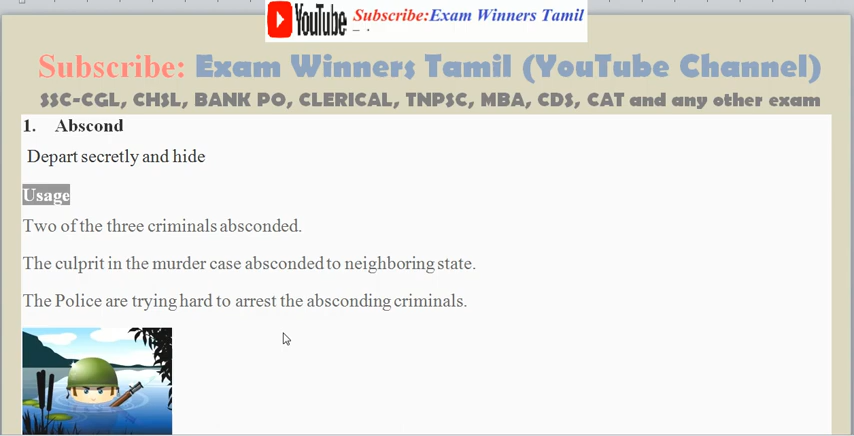 YouTube Subscribe:Exam Winners Tamil
Subscribe: Exam Winners Tamil (YouTube Channel)
SSC-CGL, CHSL, BANK PO, CLERICAL, TNPSC, MBA, CDS, CAT and any other exam
1. Abscond
Depart secretly and hide
Usage
Two of the three criminals absconded.
The culprit in the murder case absconded to neighboring state.
The Police are trying hard to arrest the absconding criminals.